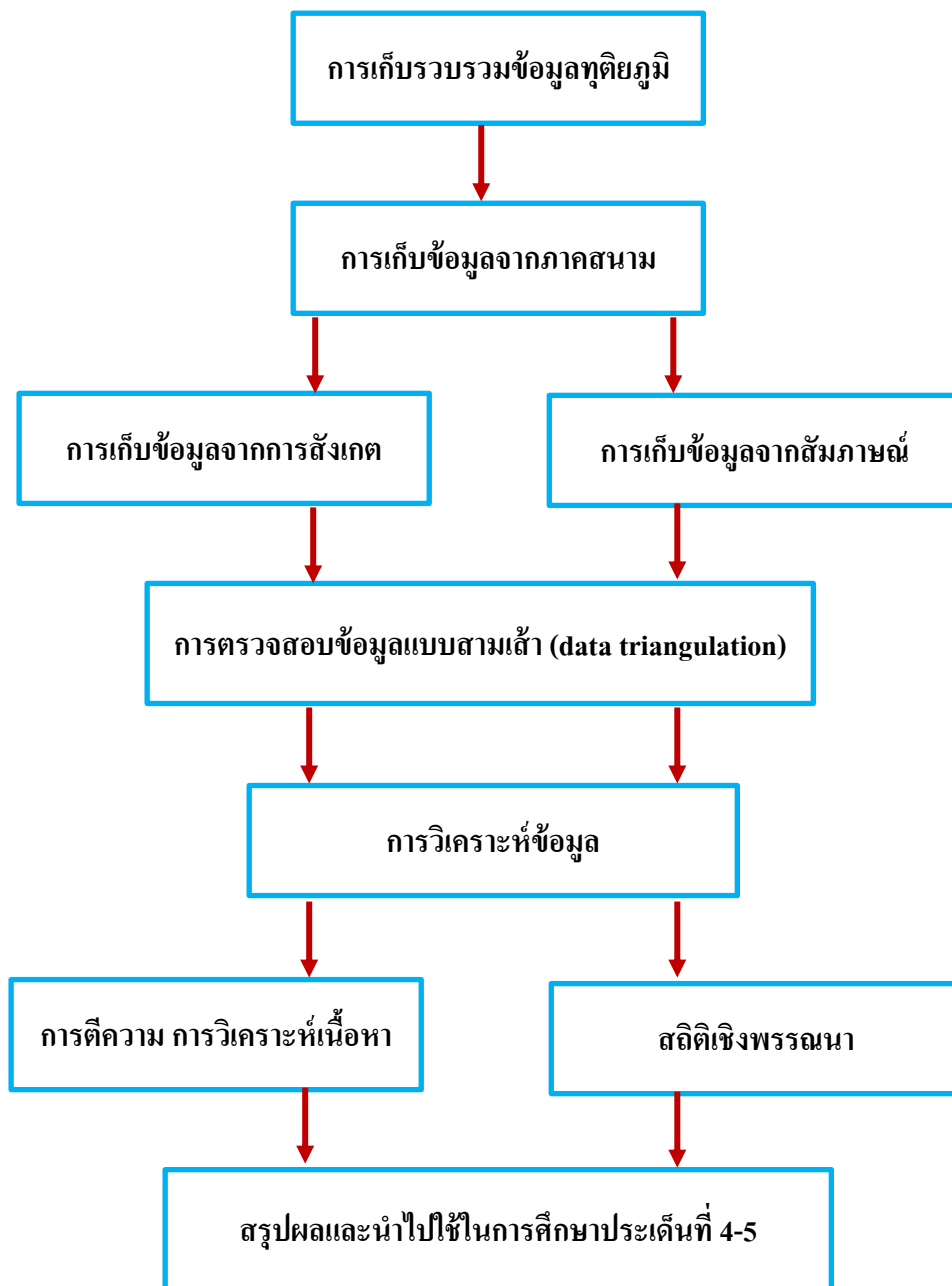 การเก็บรวบรวมข้อมูลทุติยภูมิ
การเก็บข้อมูลจากภาคสนาม
การเก็บข้อมูลจากการสังเกต
การเก็บข้อมูลจากสัมภาษณ์
การตรวจสอบข้อมูลแบบสามเส้า (data triangulation)
การวิเคราะห์ข้อมูล
การตีความ การวิเคราะห์เนื้อหา
สถิติเชิงพรรณนา
สรุปผลและนำไปใช้ในการศึกษาประเด็นที่ 4-5